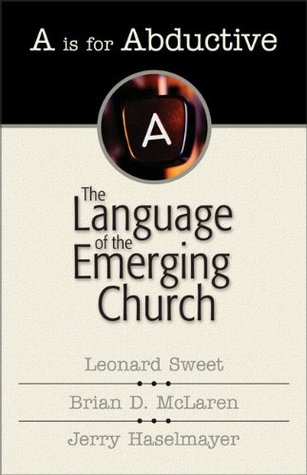 A is for Abductive
A
The
Language
of the
Emerging
Church
Leonard Sweet
Brian D. McLaren
Jerry Haselmayer